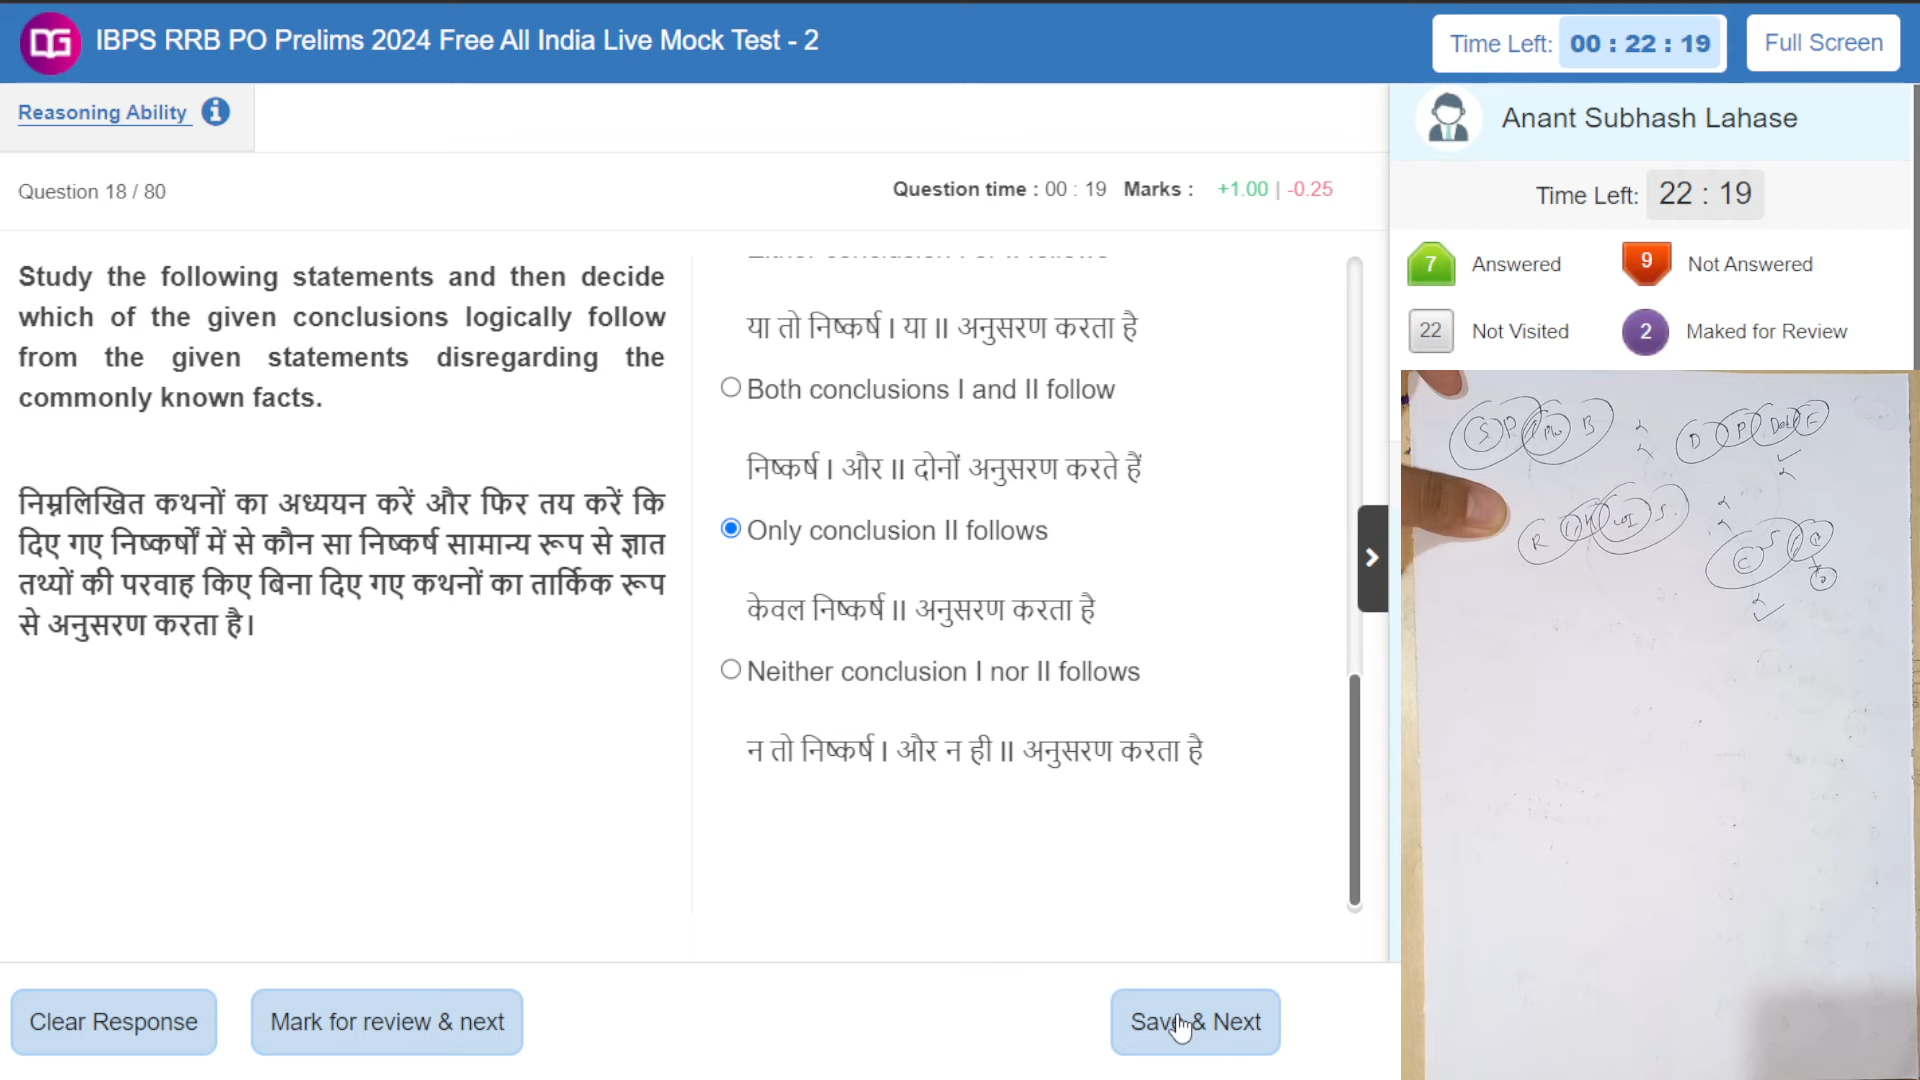 DG
IBPS RRB PO Prelims 2024 Free All India Live Mock Test - 2
Time Left: 00 : 22 : 19
Full Screen
Reasoning Ability
Anant Subhash Lahase
Question 18 / 80
Question time : 00 : 19 Marks : +1.00 | -0.25
Time Left: 22 : 19
7 Answered
9 Not Answered
22 Not Visited
2 Maked for Review
Study the following statements and then decide
which of the given conclusions logically follow
from the given statements disregarding the
commonly known facts.
निम्नलिखित कथनों का अध्ययन करें और फिर तय करें कि
दिए गए निष्कर्षों में से कौन सा निष्कर्ष सामान्य रूप से ज्ञात
तथ्यों की परवाह किए बिना दिए गए कथनों का तार्किक रूप
से अनुसरण करता है।
या तो निष्कर्ष I या II अनुसरण करता है
Both conclusions I and II follow
निष्कर्ष I और II दोनों अनुसरण करते हैं
Only conclusion II follows
केवल निष्कर्ष II अनुसरण करता है
Neither conclusion I nor II follows
न तो निष्कर्ष I और न ही II अनुसरण करता है
S P B
D P E
R S
C S
Clear Response
Mark for review & next
Save & Next